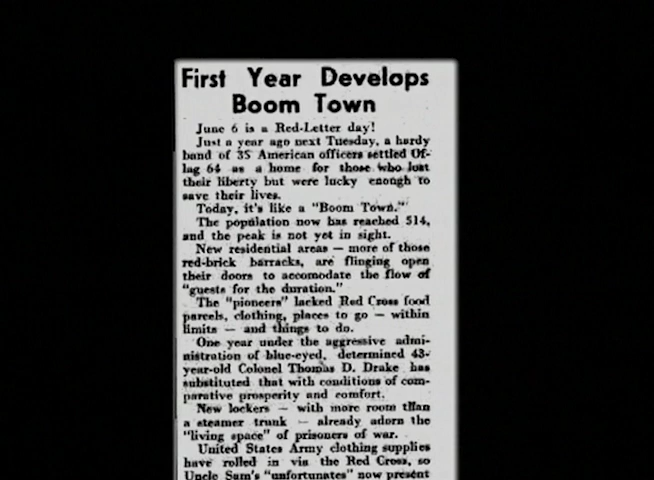 First Year Develops
Boom Town
June 6 is a Red-Letter day!
Just a year ago next Tuesday, a hardy
band of 35 American officers settled Of-
lag 64 as a home for those who lost
their liberty but were lucky enough to
save their lives.
Today, it's like a "Boom Town."
The population now has reached 514,
and the peak is not yet in sight.
New residential areas — more of those
red-brick barracks, are flinging open
their doors to accomodate the flow of
"guests for the duration."
The "pioneers" lacked Red Cross food
parcels, clothing, places to go — within
limits — and things to do.
One year under the aggressive admi-
nistration of blue-eyed, determined 43-
year-old Colonel Thomas D. Drake has
substituted that with conditions of com-
parative prosperity and comfort.
New lockers — with more room than
a steamer trunk — already adorn the
"living space" of prisoners of war.
United States Army clothing supplies
have rolled in via the Red Cross, so
Uncle Sam's "unfortunates" now present